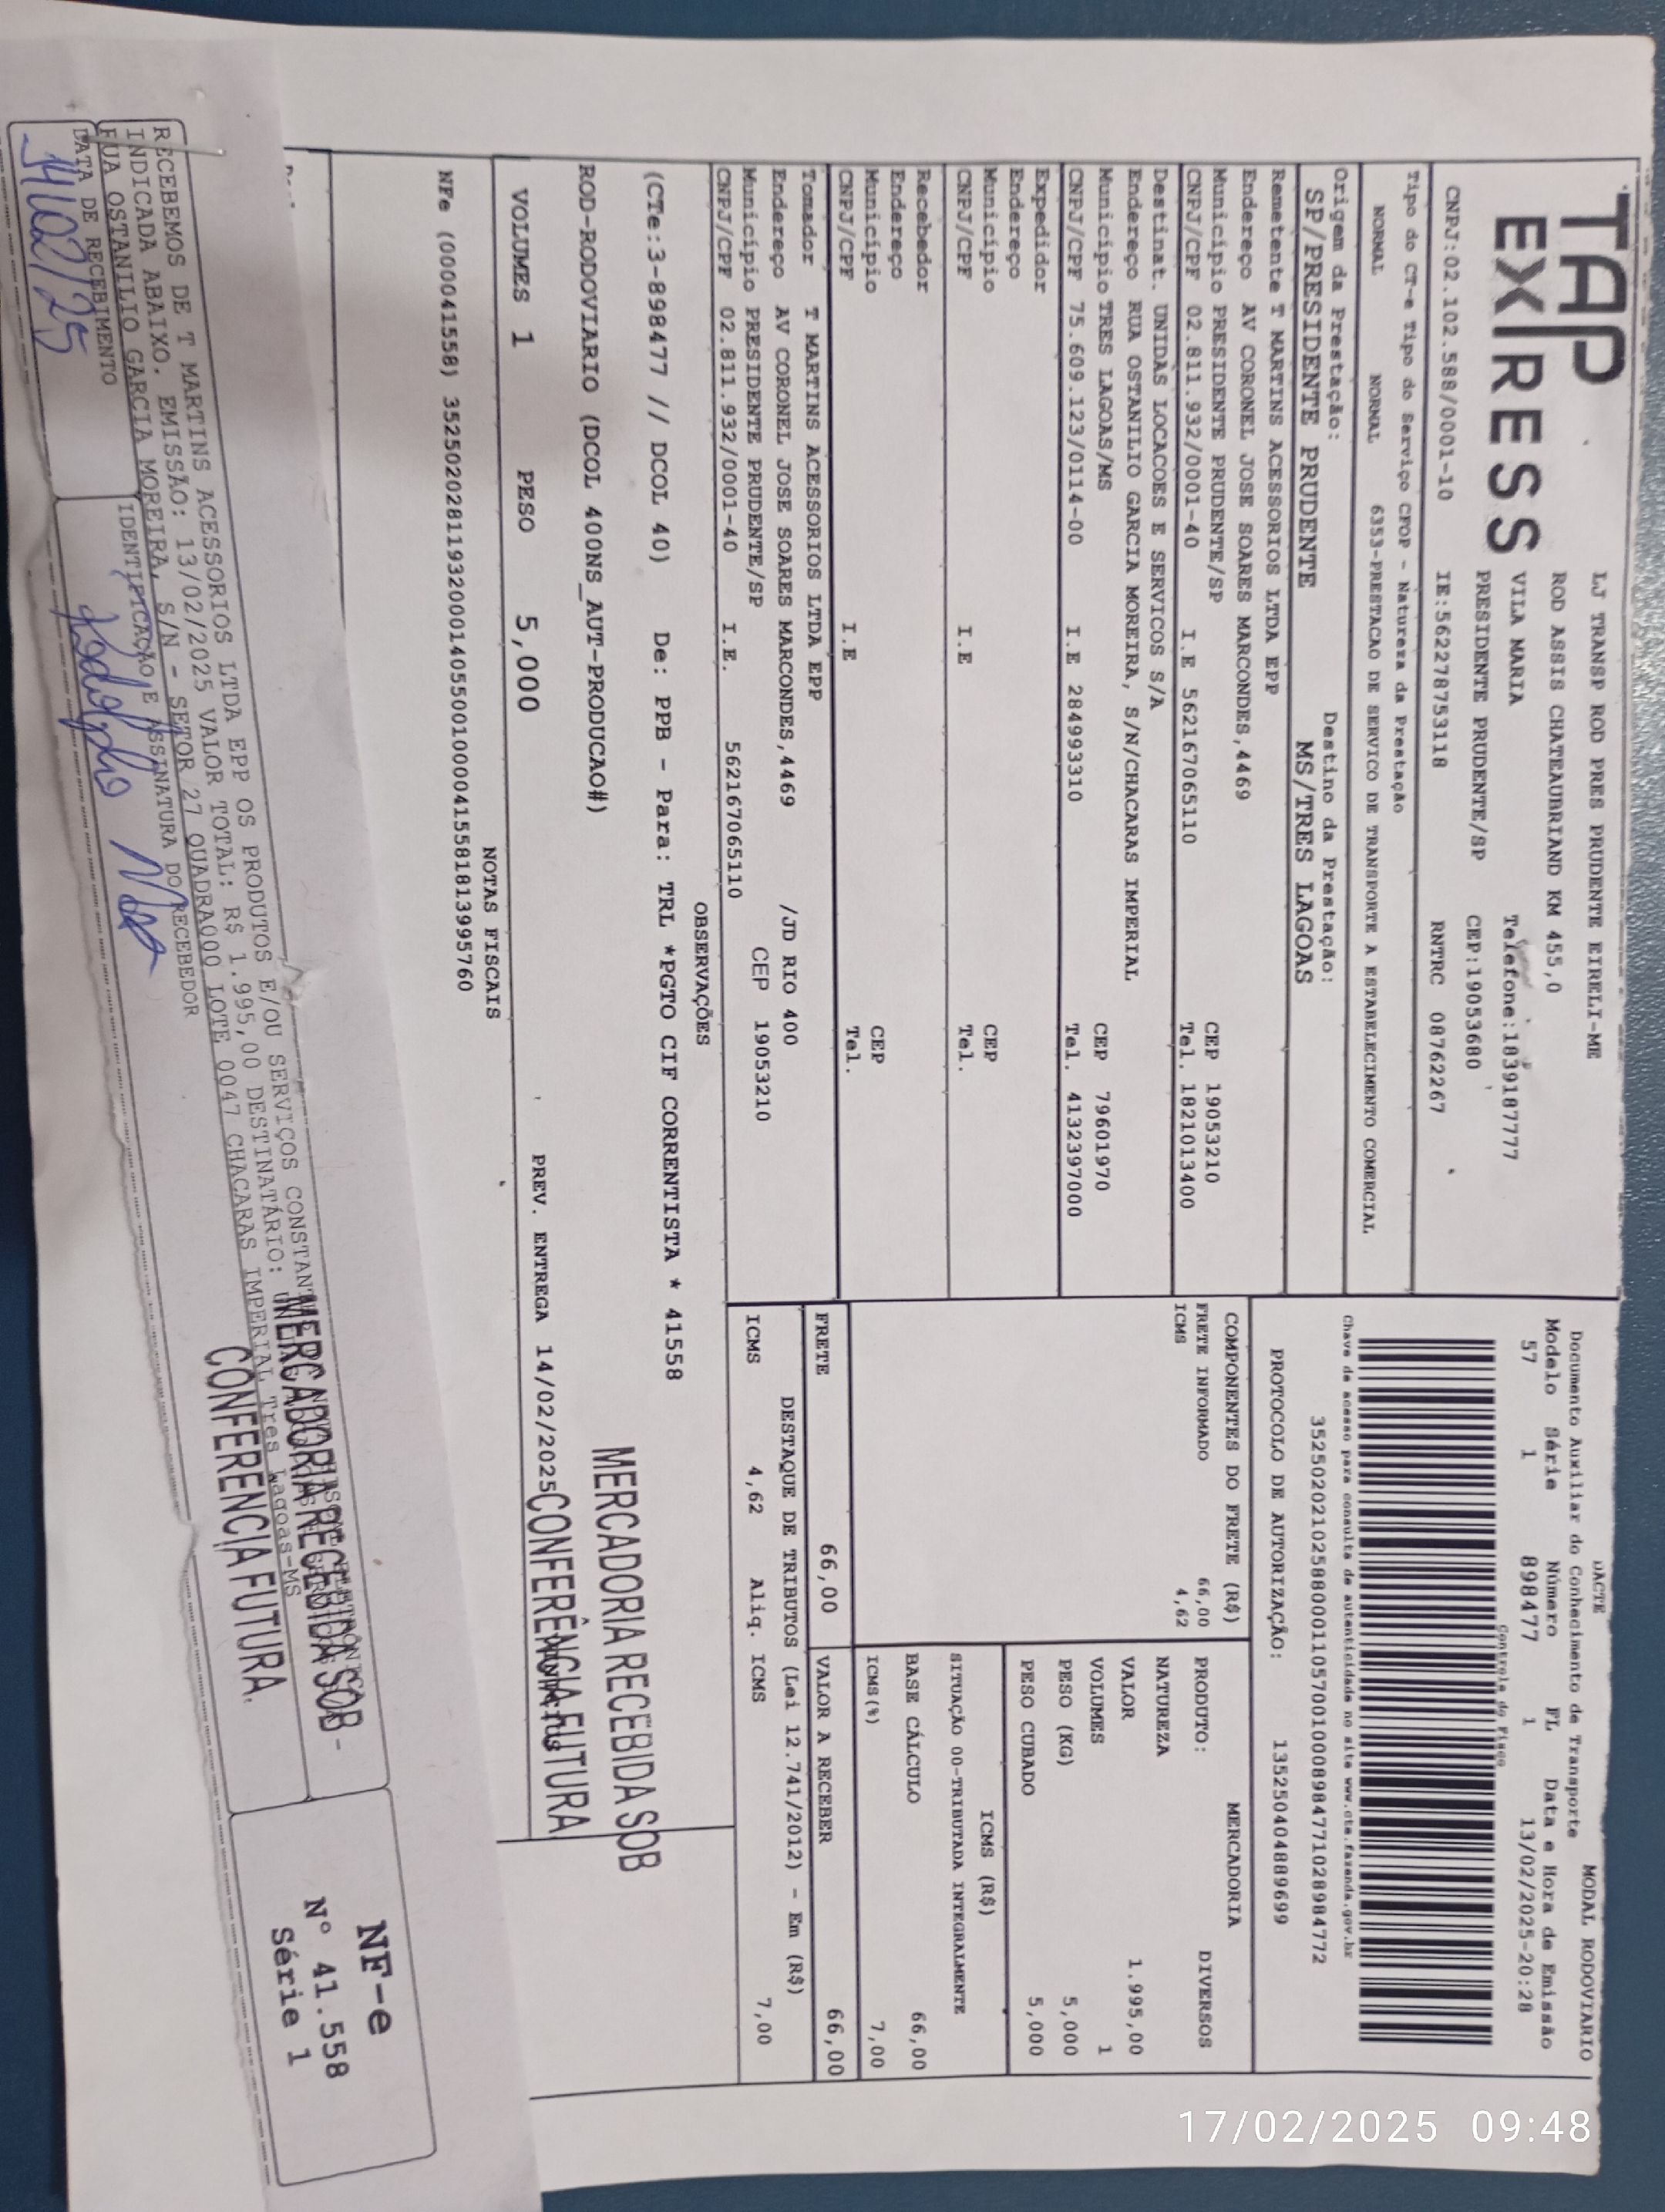 TAP
EXPRESS
LJ TRANSP ROD PRES PRUDENTE EIRELI-ME
ROD ASSIS CHATEAUBRIAND KM 455,0
VILA MARIA Telefone:1839187777
PRESIDENTE PRUDENTE/SP CEP:19053680
CNPJ:02.102.588/0001-10 IE:562278753118 RNTRC 08762267
DACTE MODAL RODOVIARIO
Documento Auxiliar do Conhecimento de Transporte
Modelo Série Número FL Data e Hora de Emissão
57 1 898477 1 13/02/2025-20:28
Controle do Fisco
Tipo do CT-e Tipo do Serviço CFOP - Natureza da Prestação
NORMAL NORMAL 6353-PRESTACAO DE SERVICO DE TRANSPORTE A ESTABELECIMENTO COMERCIAL
Chave de acesso para consulta de autenticidade no site www.cte.fazenda.gov.br
35250202102588000110570010008984771028984772
PROTOCOLO DE AUTORIZAÇÃO: 135250404889699
Origem da Prestação: Destino da Prestação:
SP/PRESIDENTE PRUDENTE MS/TRES LAGOAS
Remetente T MARTINS ACESSORIOS LTDA EPP
Endereço AV CORONEL JOSE SOARES MARCONDES,4469
Município PRESIDENTE PRUDENTE/SP CEP 19053210
CNPJ/CPF 02.811.932/0001-40 I.E 562167065110 Tel. 1821013400
Destinat. UNIDAS LOCACOES E SERVICOS S/A
Endereço RUA OSTANILIO GARCIA MOREIRA, S/N/CHACARAS IMPERIAL
Município TRES LAGOAS/MS CEP 79601970
CNPJ/CPF 75.609.123/0114-00 I.E 284993310 Tel. 4132397000
Expedidor
Endereço
Município CEP
CNPJ/CPF I.E Tel.
Recebedor
Endereço
Município CEP
CNPJ/CPF I.E Tel.
Tomador T MARTINS ACESSORIOS LTDA EPP
Endereço AV CORONEL JOSE SOARES MARCONDES,4469 /JD RIO 400
Município PRESIDENTE PRUDENTE/SP CEP 19053210
CNPJ/CPF 02.811.932/0001-40 I.E. 562167065110
COMPONENTES DO FRETE (R$)
FRETE INFORMADO 66,00
ICMS 4,62
MERCADORIA
PRODUTO: DIVERSOS
NATUREZA
VALOR 1.995,00
VOLUMES 1
PESO (KG) 5,000
PESO CUBADO 5,000
ICMS (R$)
SITUAÇÃO 00-TRIBUTADA INTEGRALMENTE
BASE CÁLCULO 66,00
ICMS(%) 7,00
FRETE 66,00 VALOR A RECEBER 66,00
DESTAQUE DE TRIBUTOS (Lei 12.741/2012) - Em (R$)
ICMS 4,62 Aliq. ICMS 7,00
OBSERVAÇÕES
(CTe:3-898477 // DCOL 40) De: PPB - Para: TRL *PGTO CIF CORRENTISTA * 41558
ROD-RODOVIARIO (DCOL 400NS_AUT-PRODUCAO#)
MERCADORIA RECEBIDA SOB
CONFERÊNCIA FUTURA
VOLUMES 1 PESO 5,000 PREV. ENTREGA 14/02/2025
NOTAS FISCAIS
NFe (000041558) 35250202811932000140550010000415581813995760
RECEBEMOS DE T MARTINS ACESSORIOS LTDA EPP OS PRODUTOS E/OU SERVIÇOS CONSTANTES
INDICADA ABAIXO. EMISSÃO: 13/02/2025 VALOR TOTAL: R$ 1.995,00 DESTINATÁRIO:
RUA OSTANILIO GARCIA MOREIRA, S/N - SETOR 27 QUADRA000 LOTE 0047 CHACARAS IMPERIAL Tres Lagoas-MS
MERCADORIA RECEBIDA SOB -
CONFERENCIA FUTURA.
DATA DE RECEBIMENTO IDENTIFICAÇÃO E ASSINATURA DO RECEBEDOR
14/02/25
NF-e
Nº 41.558
Série 1
17/02/2025 09:48